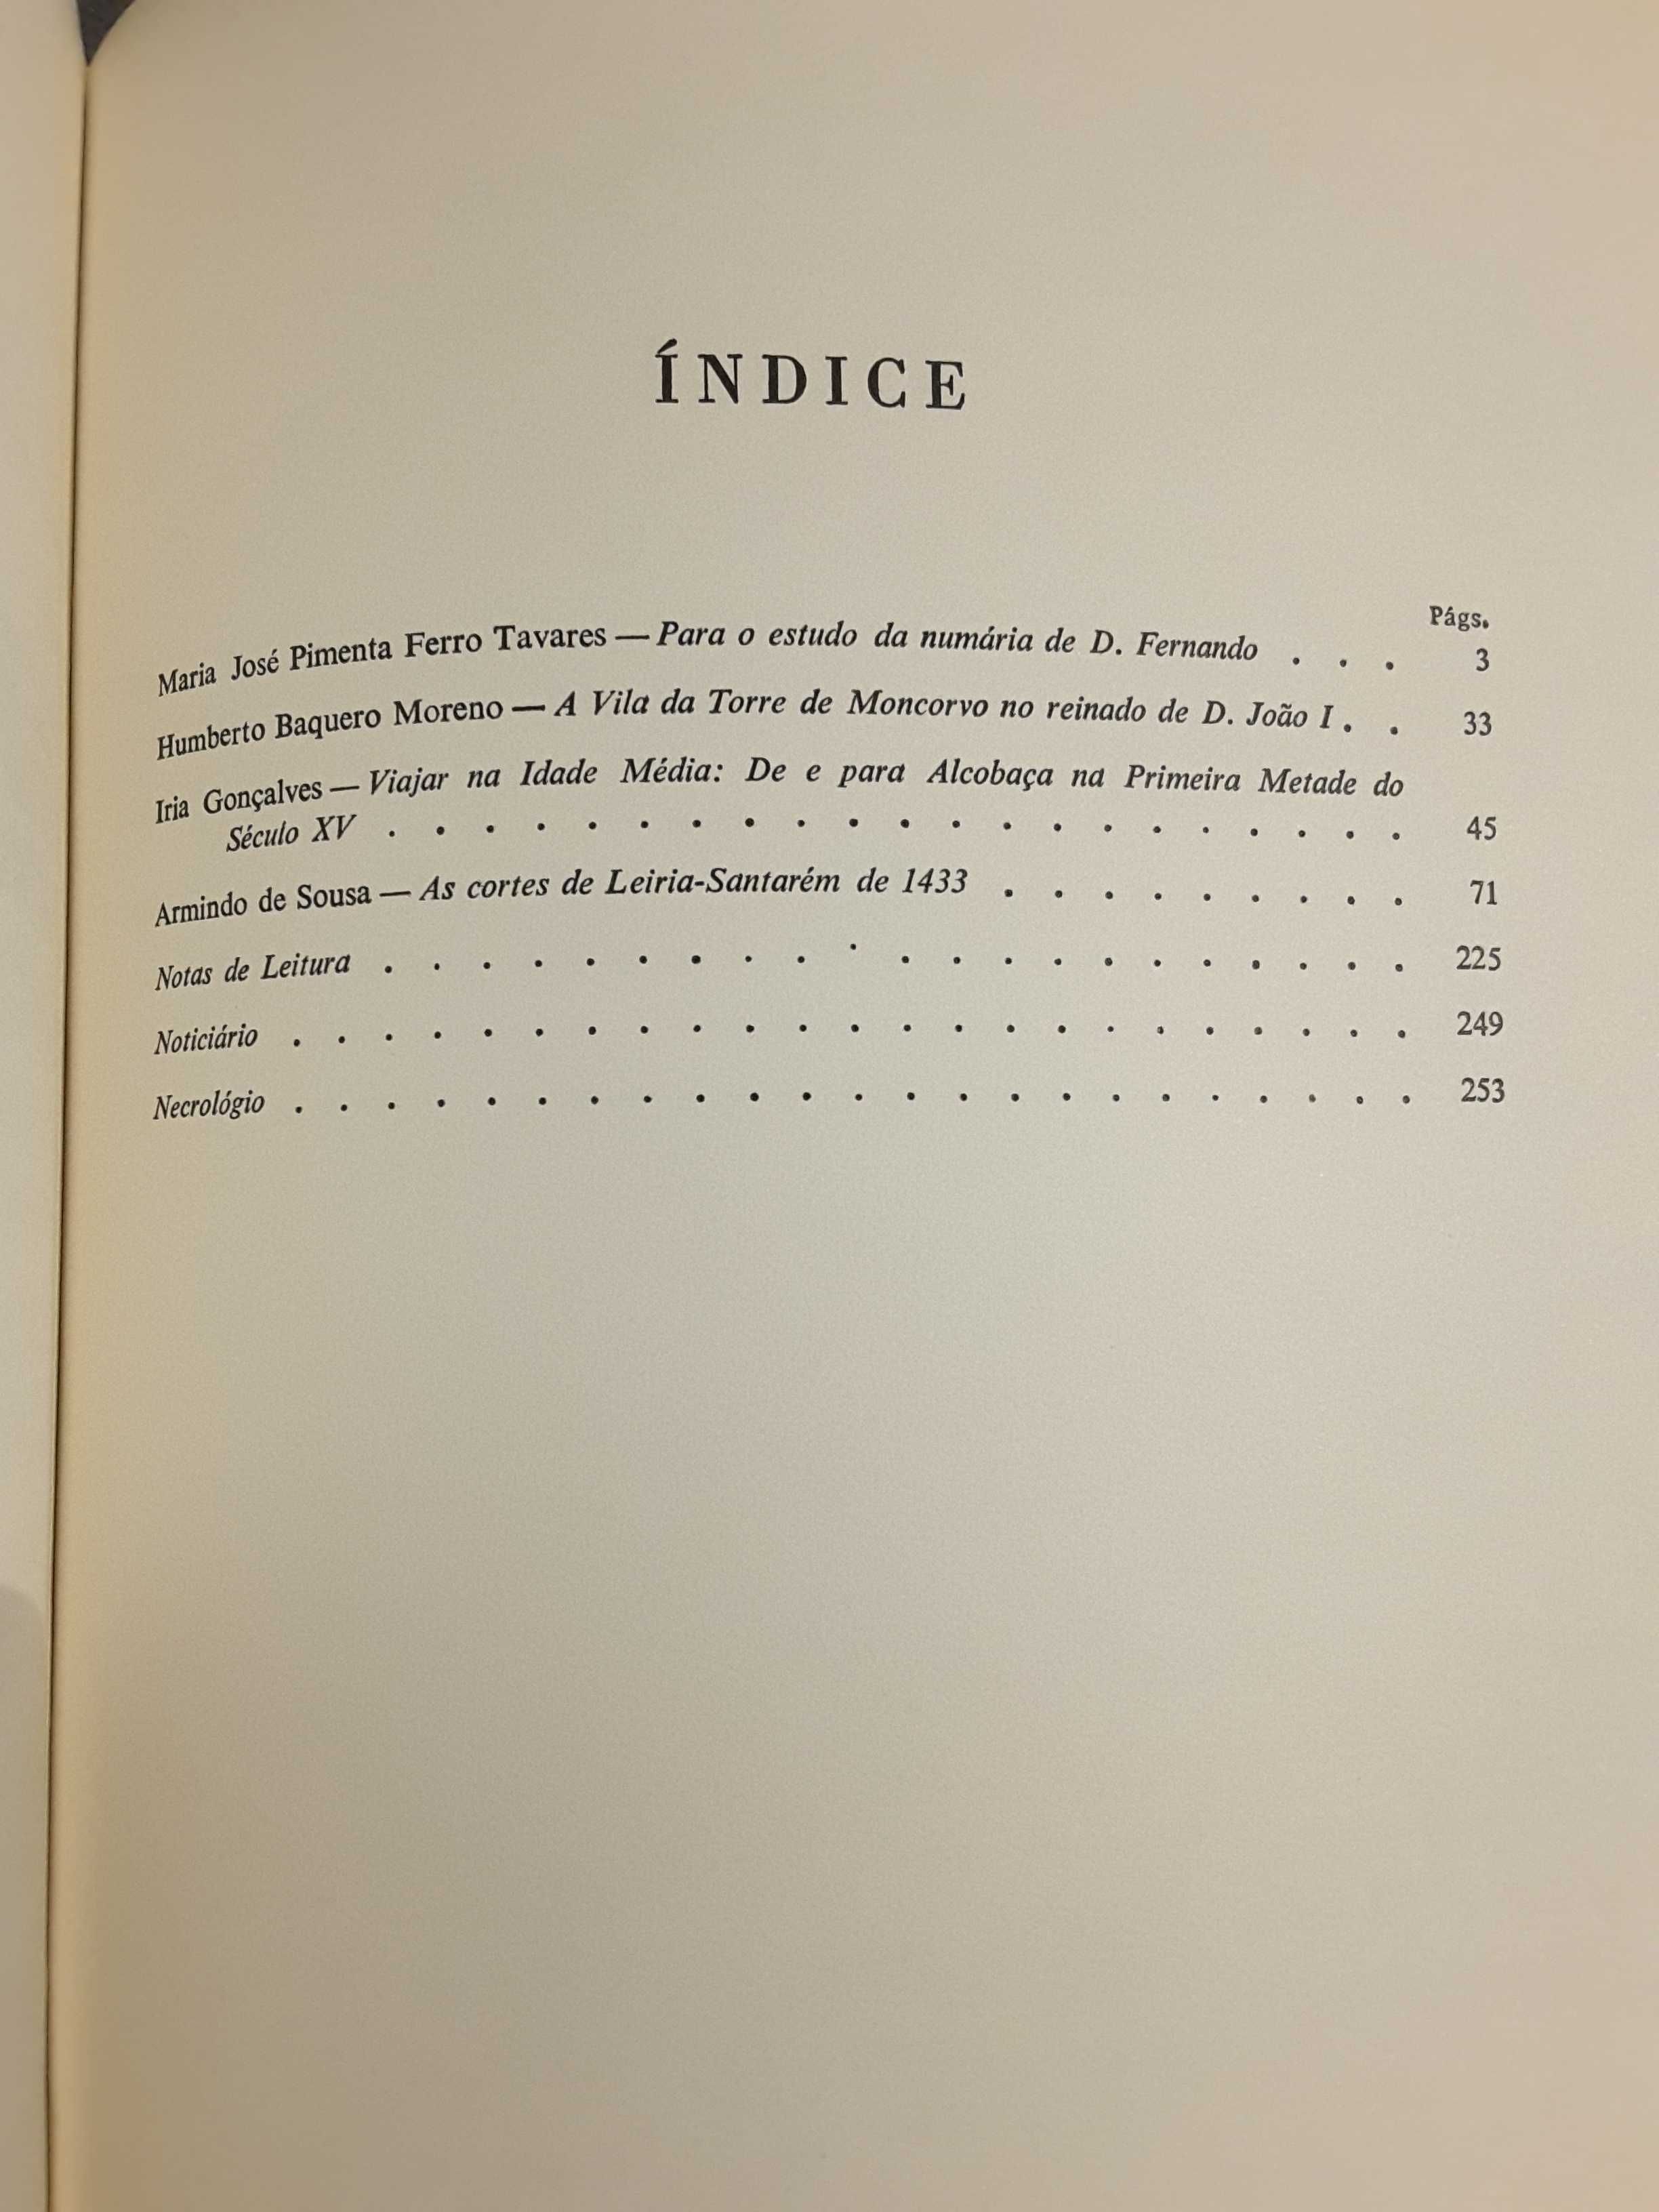 ÍNDICE
Págs.
Maria José Pimenta Ferro Tavares — Para o estudo da numária de D. Fernando . . . 3
Humberto Baquero Moreno — A Vila da Torre de Moncorvo no reinado de D. João I . . 33
Iria Gonçalves — Viajar na Idade Média: De e para Alcobaça na Primeira Metade do
Século XV . . . . . . . . . . . . . . . . . . . . . 45
Armindo de Sousa — As cortes de Leiria-Santarém de 1433 . . . . . . . . . 71
Notas de Leitura . . . . . . . . . . . . . . . . . . . . . 225
Noticiário . . . . . . . . . . . . . . . . . . . . . . . 249
Necrológio . . . . . . . . . . . . . . . . . . . . . . . 253